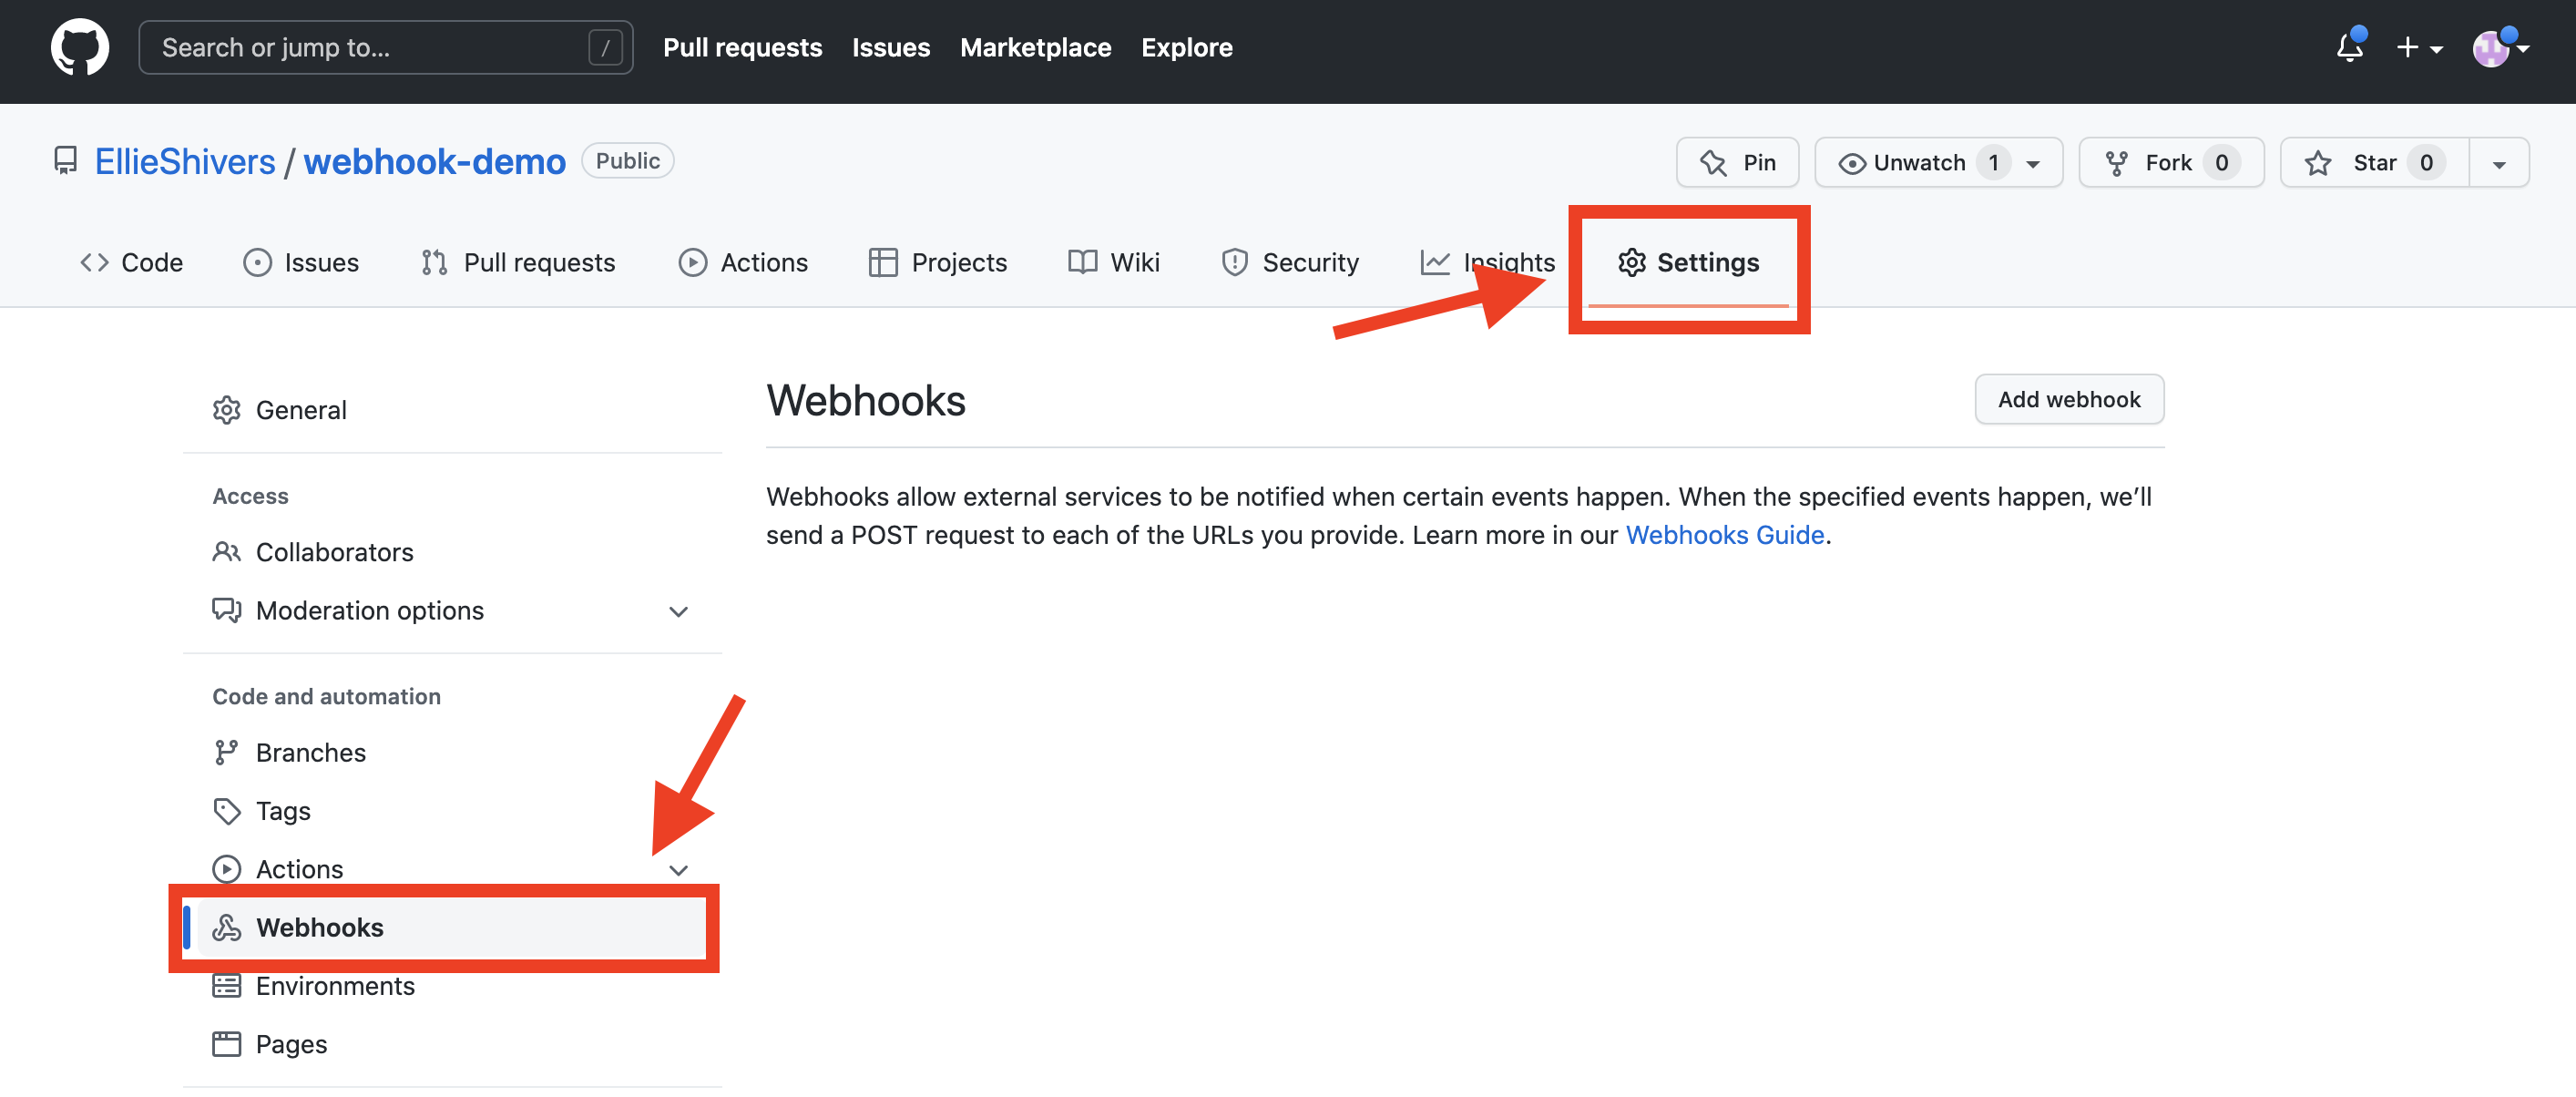 Search or jump to... /
Pull requests Issues Marketplace Explore
EllieShivers / webhook-demo Public
Pin Unwatch 1 Fork 0 Star 0
Code Issues Pull requests Actions Projects Wiki Security Insights Settings
General
Access
Collaborators
Moderation options
Code and automation
Branches
Tags
Actions
Webhooks
Environments
Pages
Webhooks
Add webhook
Webhooks allow external services to be notified when certain events happen. When the specified events happen, we’ll
send a POST request to each of the URLs you provide. Learn more in our Webhooks Guide.